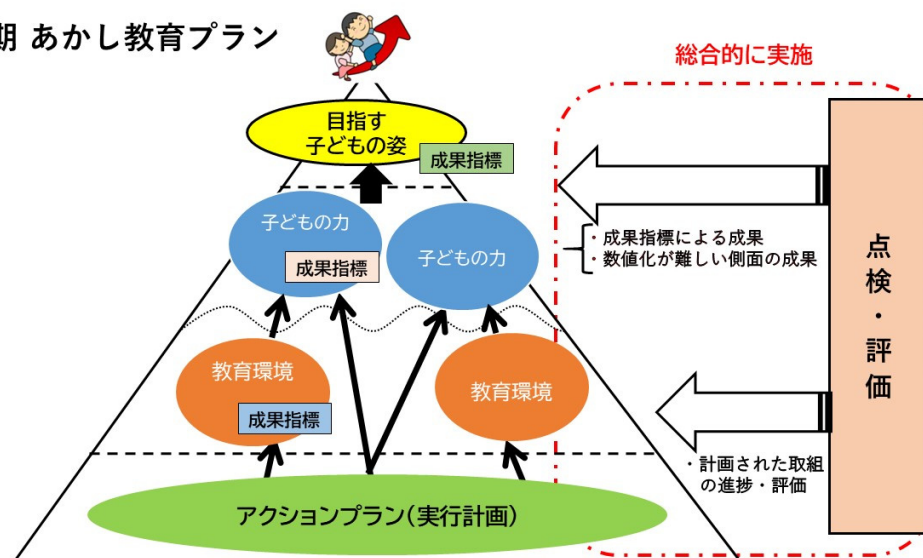 期 あかし教育プラン
総合的に実施
目指す
子どもの姿
成果指標
子どもの力
成果指標
子どもの力
・成果指標による成果
・数値化が難しい側面の成果
点検・評価
教育環境
成果指標
教育環境
・計画された取組
の進捗・評価
アクションプラン(実行計画)